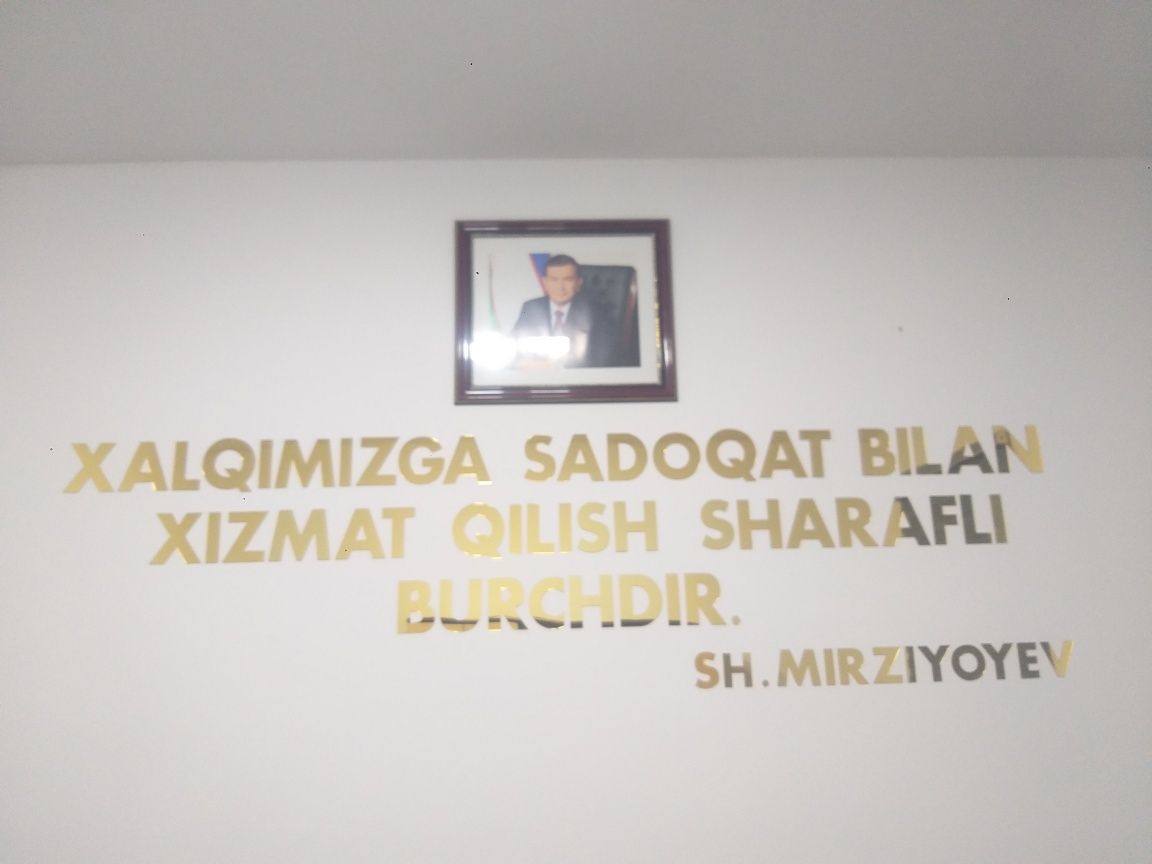 XALQIMIZGA SADOQAT BILAN
XIZMAT QILISH SHARAFLI
BURCHDIR.
SH.MIRZIYOYEV